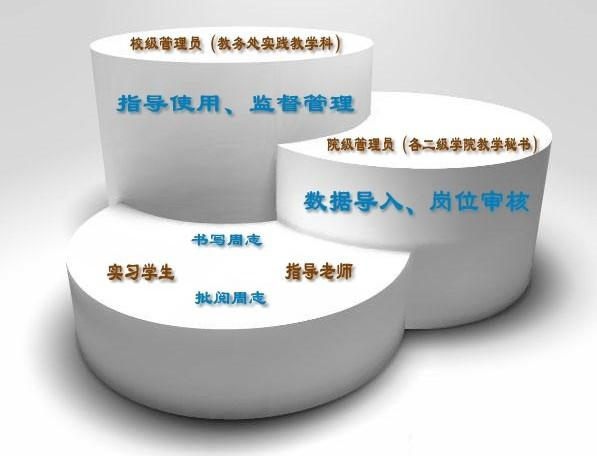 校级管理员（教务处实践教学科）
指导使用、监督管理
院级管理员（各二级学院教学秘书）
数据导入、岗位审核
书写周志
实习学生
指导老师
批阅周志